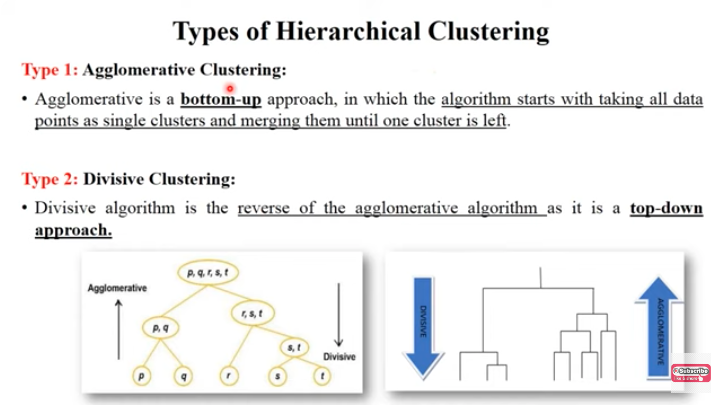 Types of Hierarchical Clustering
Type 1: Agglomerative Clustering:
• Agglomerative is a bottom-up approach, in which the algorithm starts with taking all data
points as single clusters and merging them until one cluster is left.
Type 2: Divisive Clustering:
• Divisive algorithm is the reverse of the agglomerative algorithm as it is a top-down
approach.
p, q, r, s, t
Agglomerative
r, s, t
p, q
s, t
Divisive
p
q
r
s
t
DIVISIVE
AGGLOMERATIVE
Subscribe